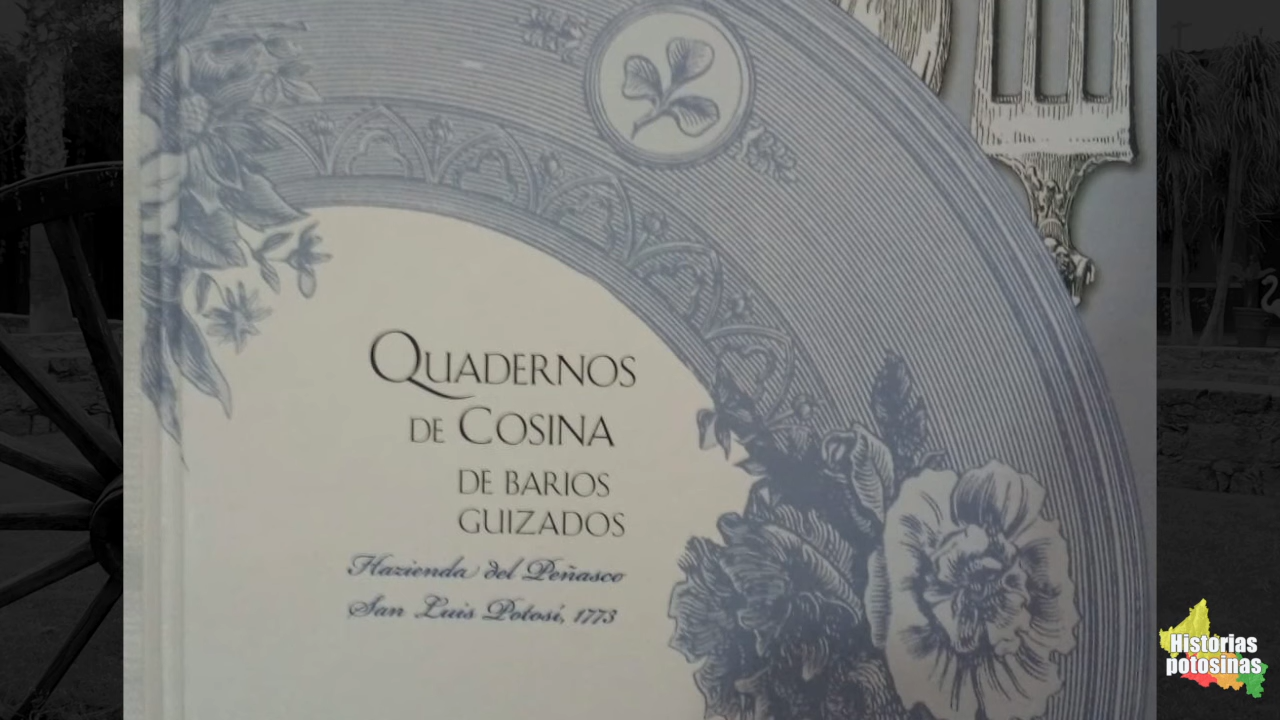 QUADERNOS
DE COSINA
DE BARIOS
GUIZADOS
Hazienda del Peñasco
San Luis Potosí, 1773
Historias
potosinas